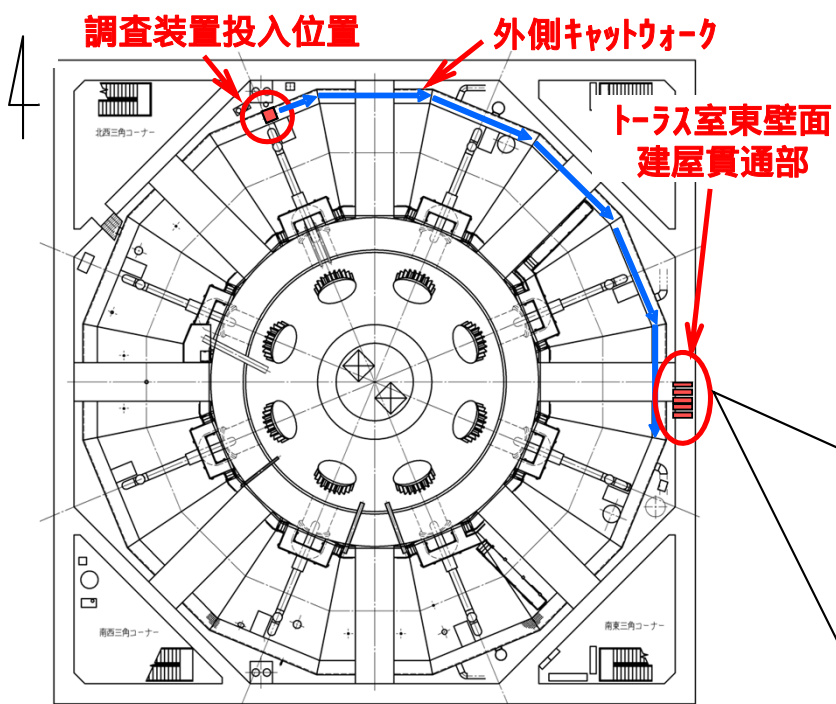 調査装置投入位置
外側キャットウォーク
トーラス室東壁面
建屋貫通部
北西三角コーナー
南西三角コーナー
南東三角コーナー